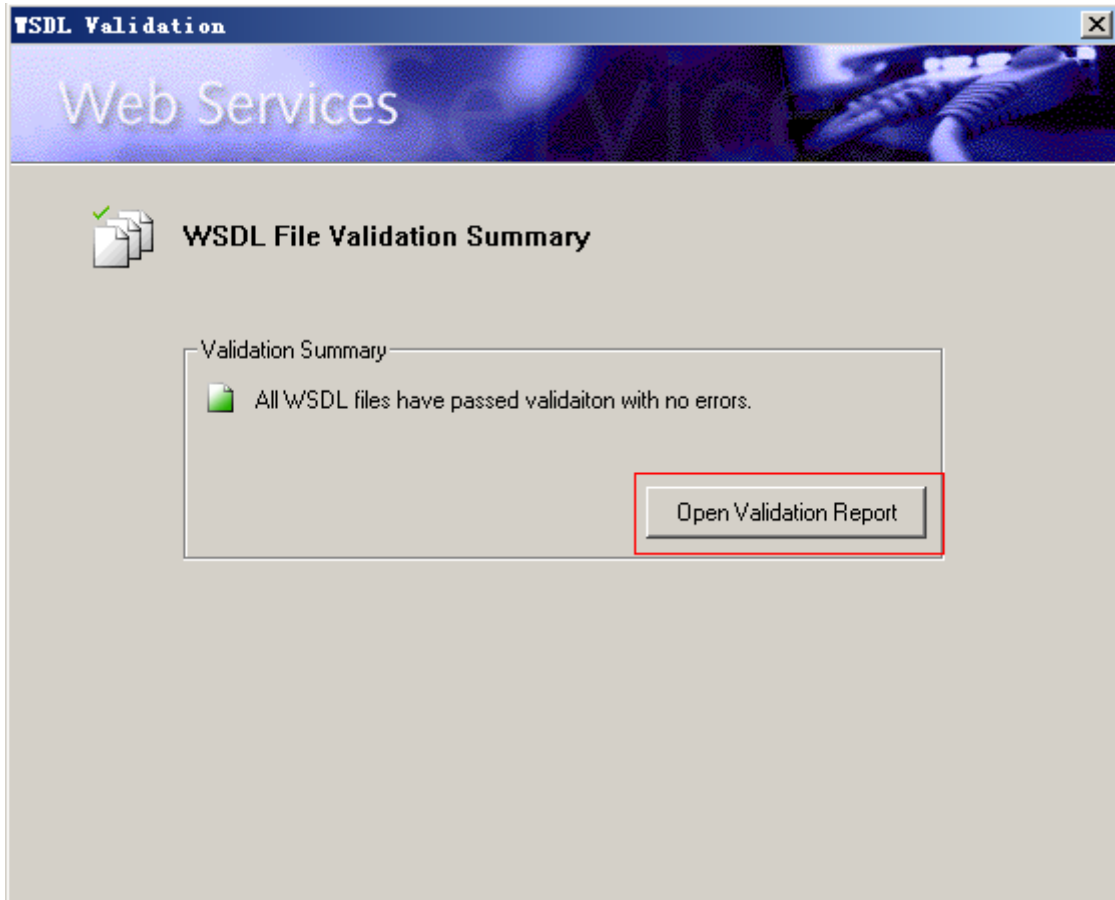 WSDL Validation
Web Services
WSDL File Validation Summary
Validation Summary
All WSDL files have passed validaiton with no errors.
Open Validation Report